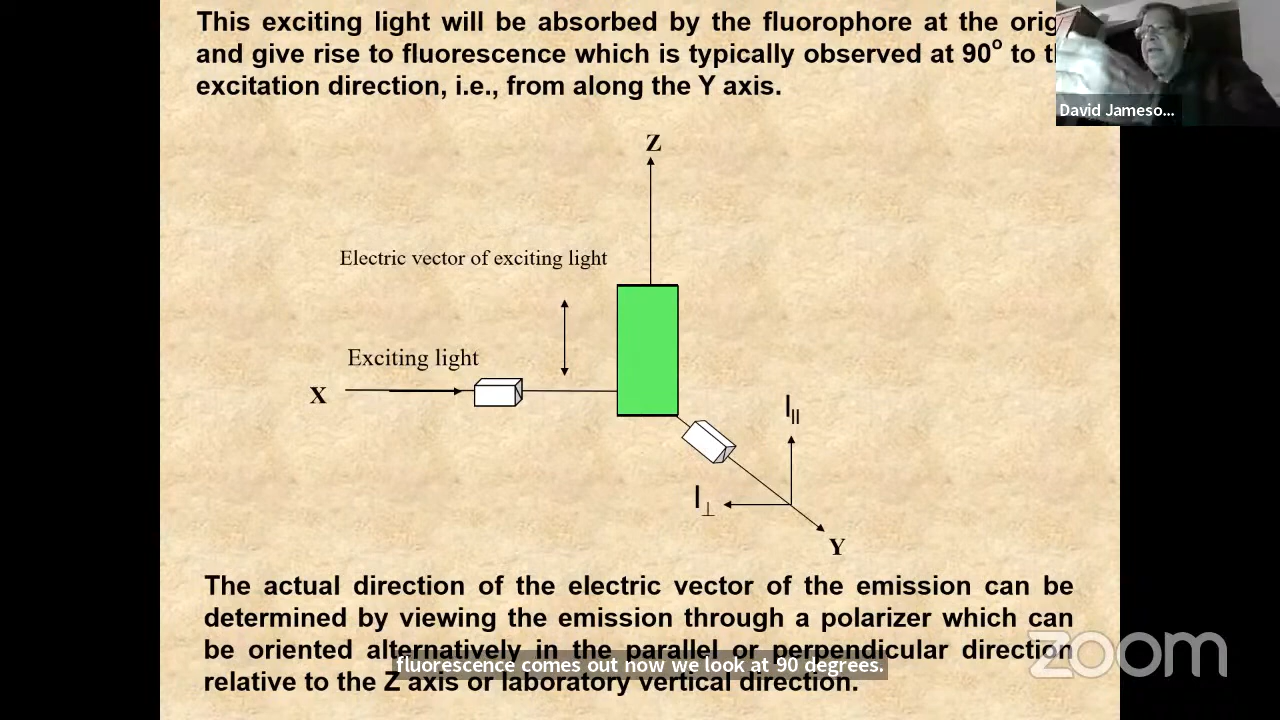 This exciting light will be absorbed by the fluorophore at the orig
and give rise to fluorescence which is typically observed at 90° to t
excitation direction, i.e., from along the Y axis.
David Jameso...
Z
Electric vector of exciting light
Exciting light
X
I||
I⊥
Y
The actual direction of the electric vector of the emission can be
determined by viewing the emission through a polarizer which can
be oriented alternatively in the parallel or perpendicular direction
fluorescence comes out now we look at 90 degrees.
relative to the Z axis or laboratory vertical direction.
zoom